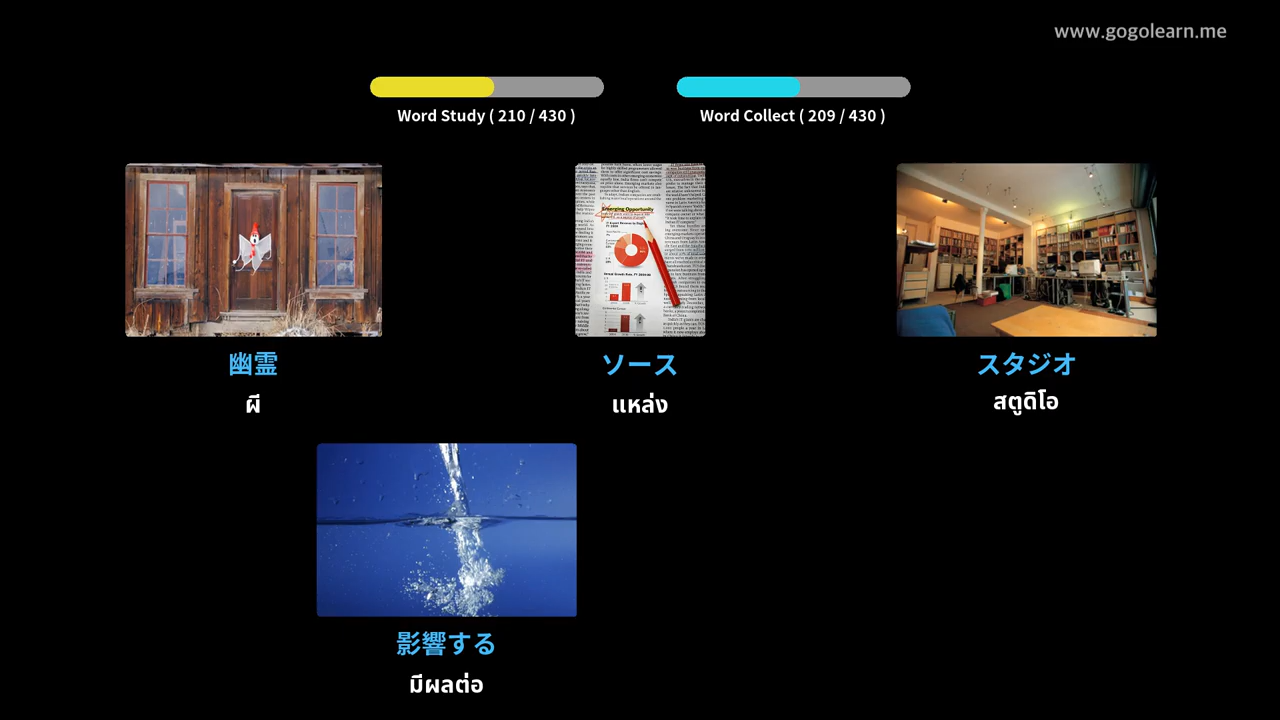 www.gogolearn.me
Word Study ( 210 / 430 )
Word Collect ( 209 / 430 )
Emerging Opportunity
幽霊
ソース
スタジオ
ผี
แหล่ง
สตูดิโอ
影響する
มีผลต่อ